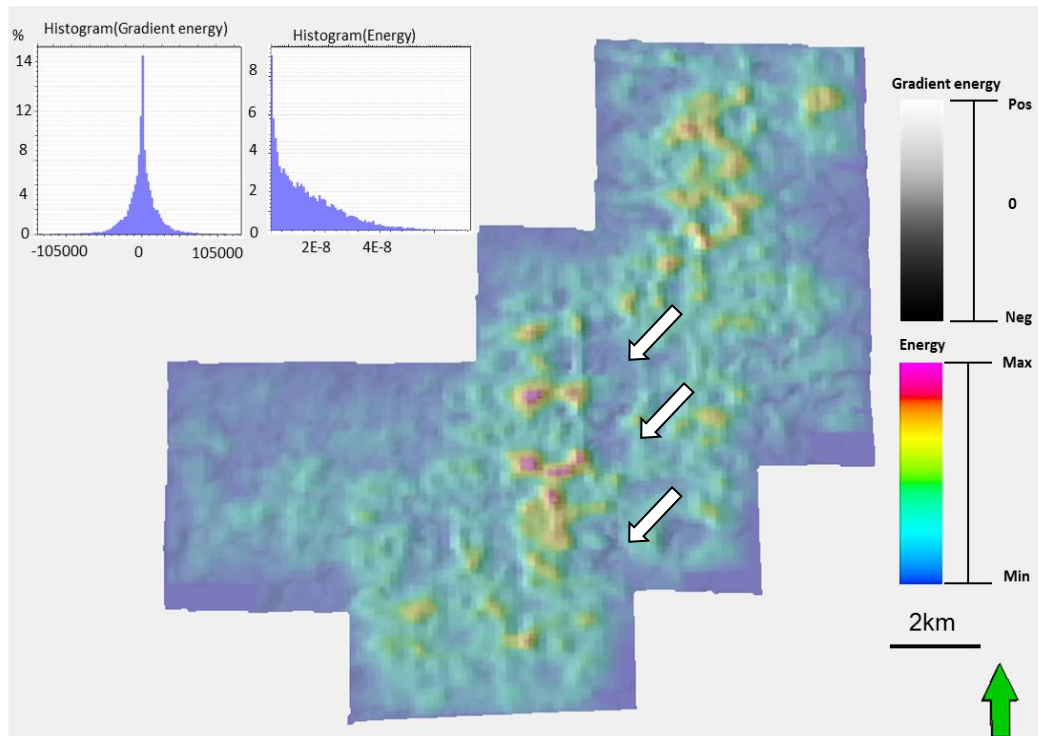 Histogram(Gradient energy)
Histogram(Energy)
%
14
12
8
4
0
-105000 0 105000
8
6
4
2
0
2E-8 4E-8
Gradient energy
Pos
0
Neg
Energy
Max
Min
2km